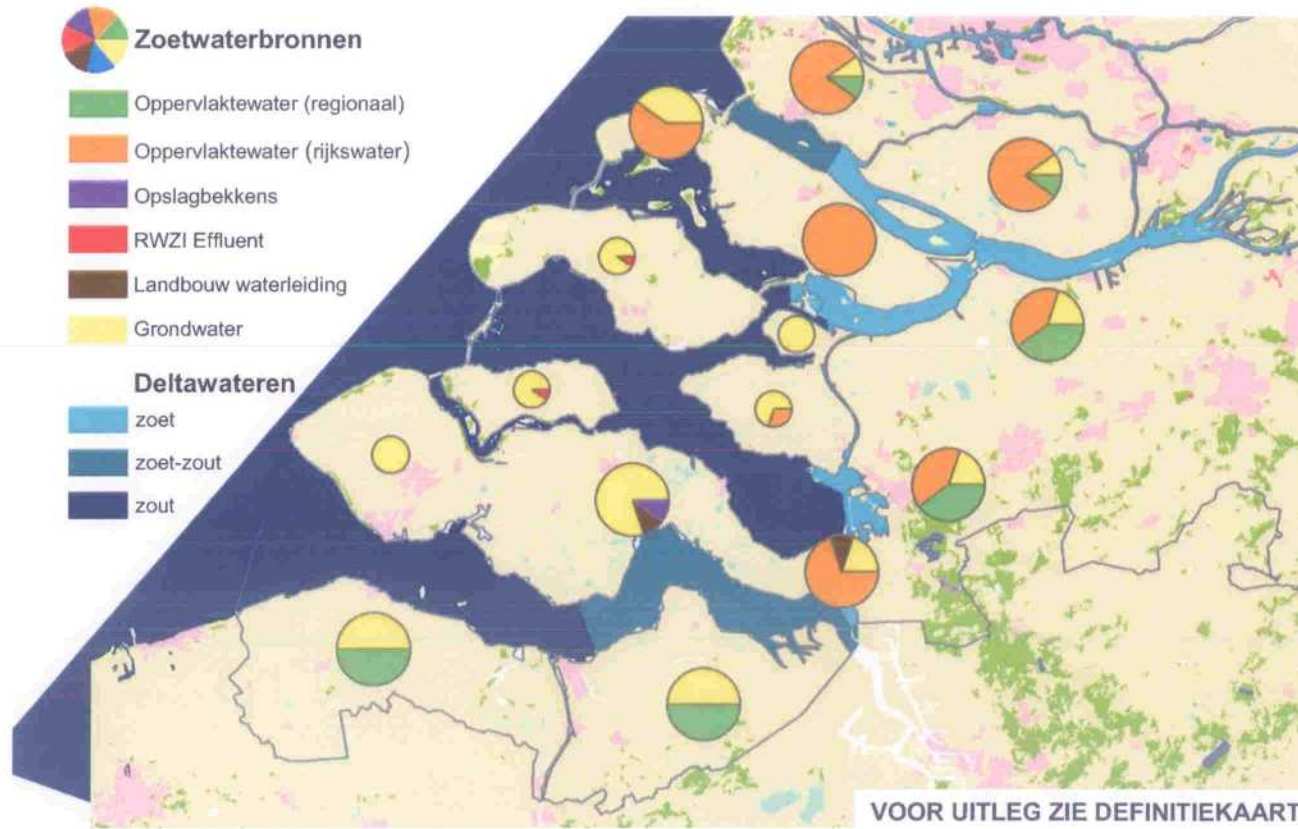 Zoetwaterbronnen
Oppervlaktewater (regionaal)
Oppervlaktewater (rijkswater)
Opslagbekkens
RWZI Effluent
Landbouw waterleiding
Grondwater
Deltawateren
zoet
zoet-zout
zout
VOOR UITLEG ZIE DEFINITIEKAART